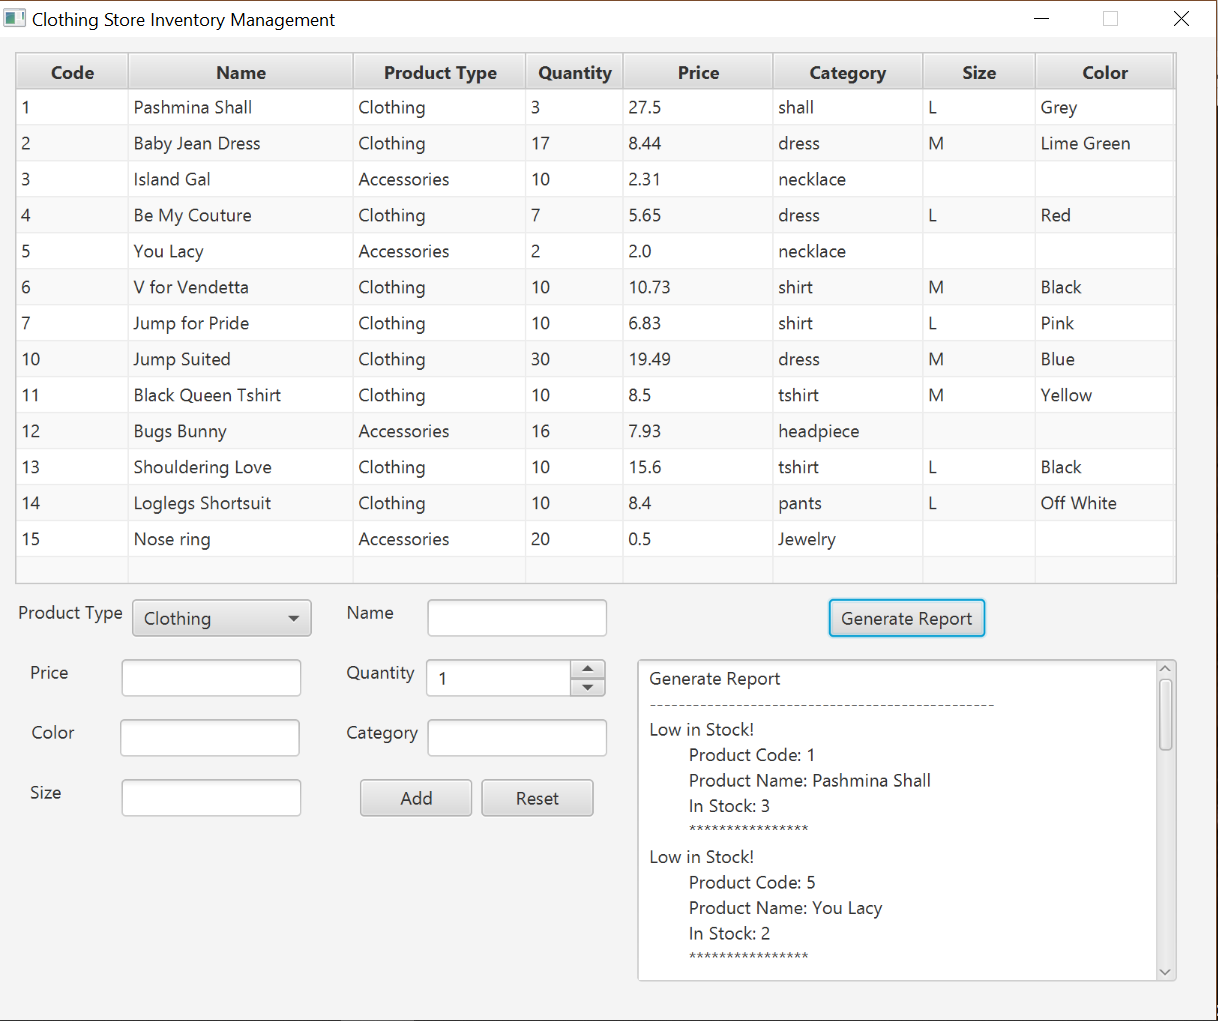 Clothing Store Inventory Management
Code Name Product Type Quantity Price Category Size Color
1 Pashmina Shall Clothing 3 27.5 shall L Grey
2 Baby Jean Dress Clothing 17 8.44 dress M Lime Green
3 Island Gal Accessories 10 2.31 necklace
4 Be My Couture Clothing 7 5.65 dress L Red
5 You Lacy Accessories 2 2.0 necklace
6 V for Vendetta Clothing 10 10.73 shirt M Black
7 Jump for Pride Clothing 10 6.83 shirt L Pink
10 Jump Suited Clothing 30 19.49 dress M Blue
11 Black Queen Tshirt Clothing 10 8.5 tshirt M Yellow
12 Bugs Bunny Accessories 16 7.93 headpiece
13 Shouldering Love Clothing 10 15.6 tshirt L Black
14 Loglegs Shortsuit Clothing 10 8.4 pants L Off White
15 Nose ring Accessories 20 0.5 Jewelry
Product Type Clothing Name
Price Quantity 1
Color Category
Size Add Reset
Generate Report
Generate Report
------------------------------------------------
Low in Stock!
Product Code: 1
Product Name: Pashmina Shall
In Stock: 3
****************
Low in Stock!
Product Code: 5
Product Name: You Lacy
In Stock: 2
****************